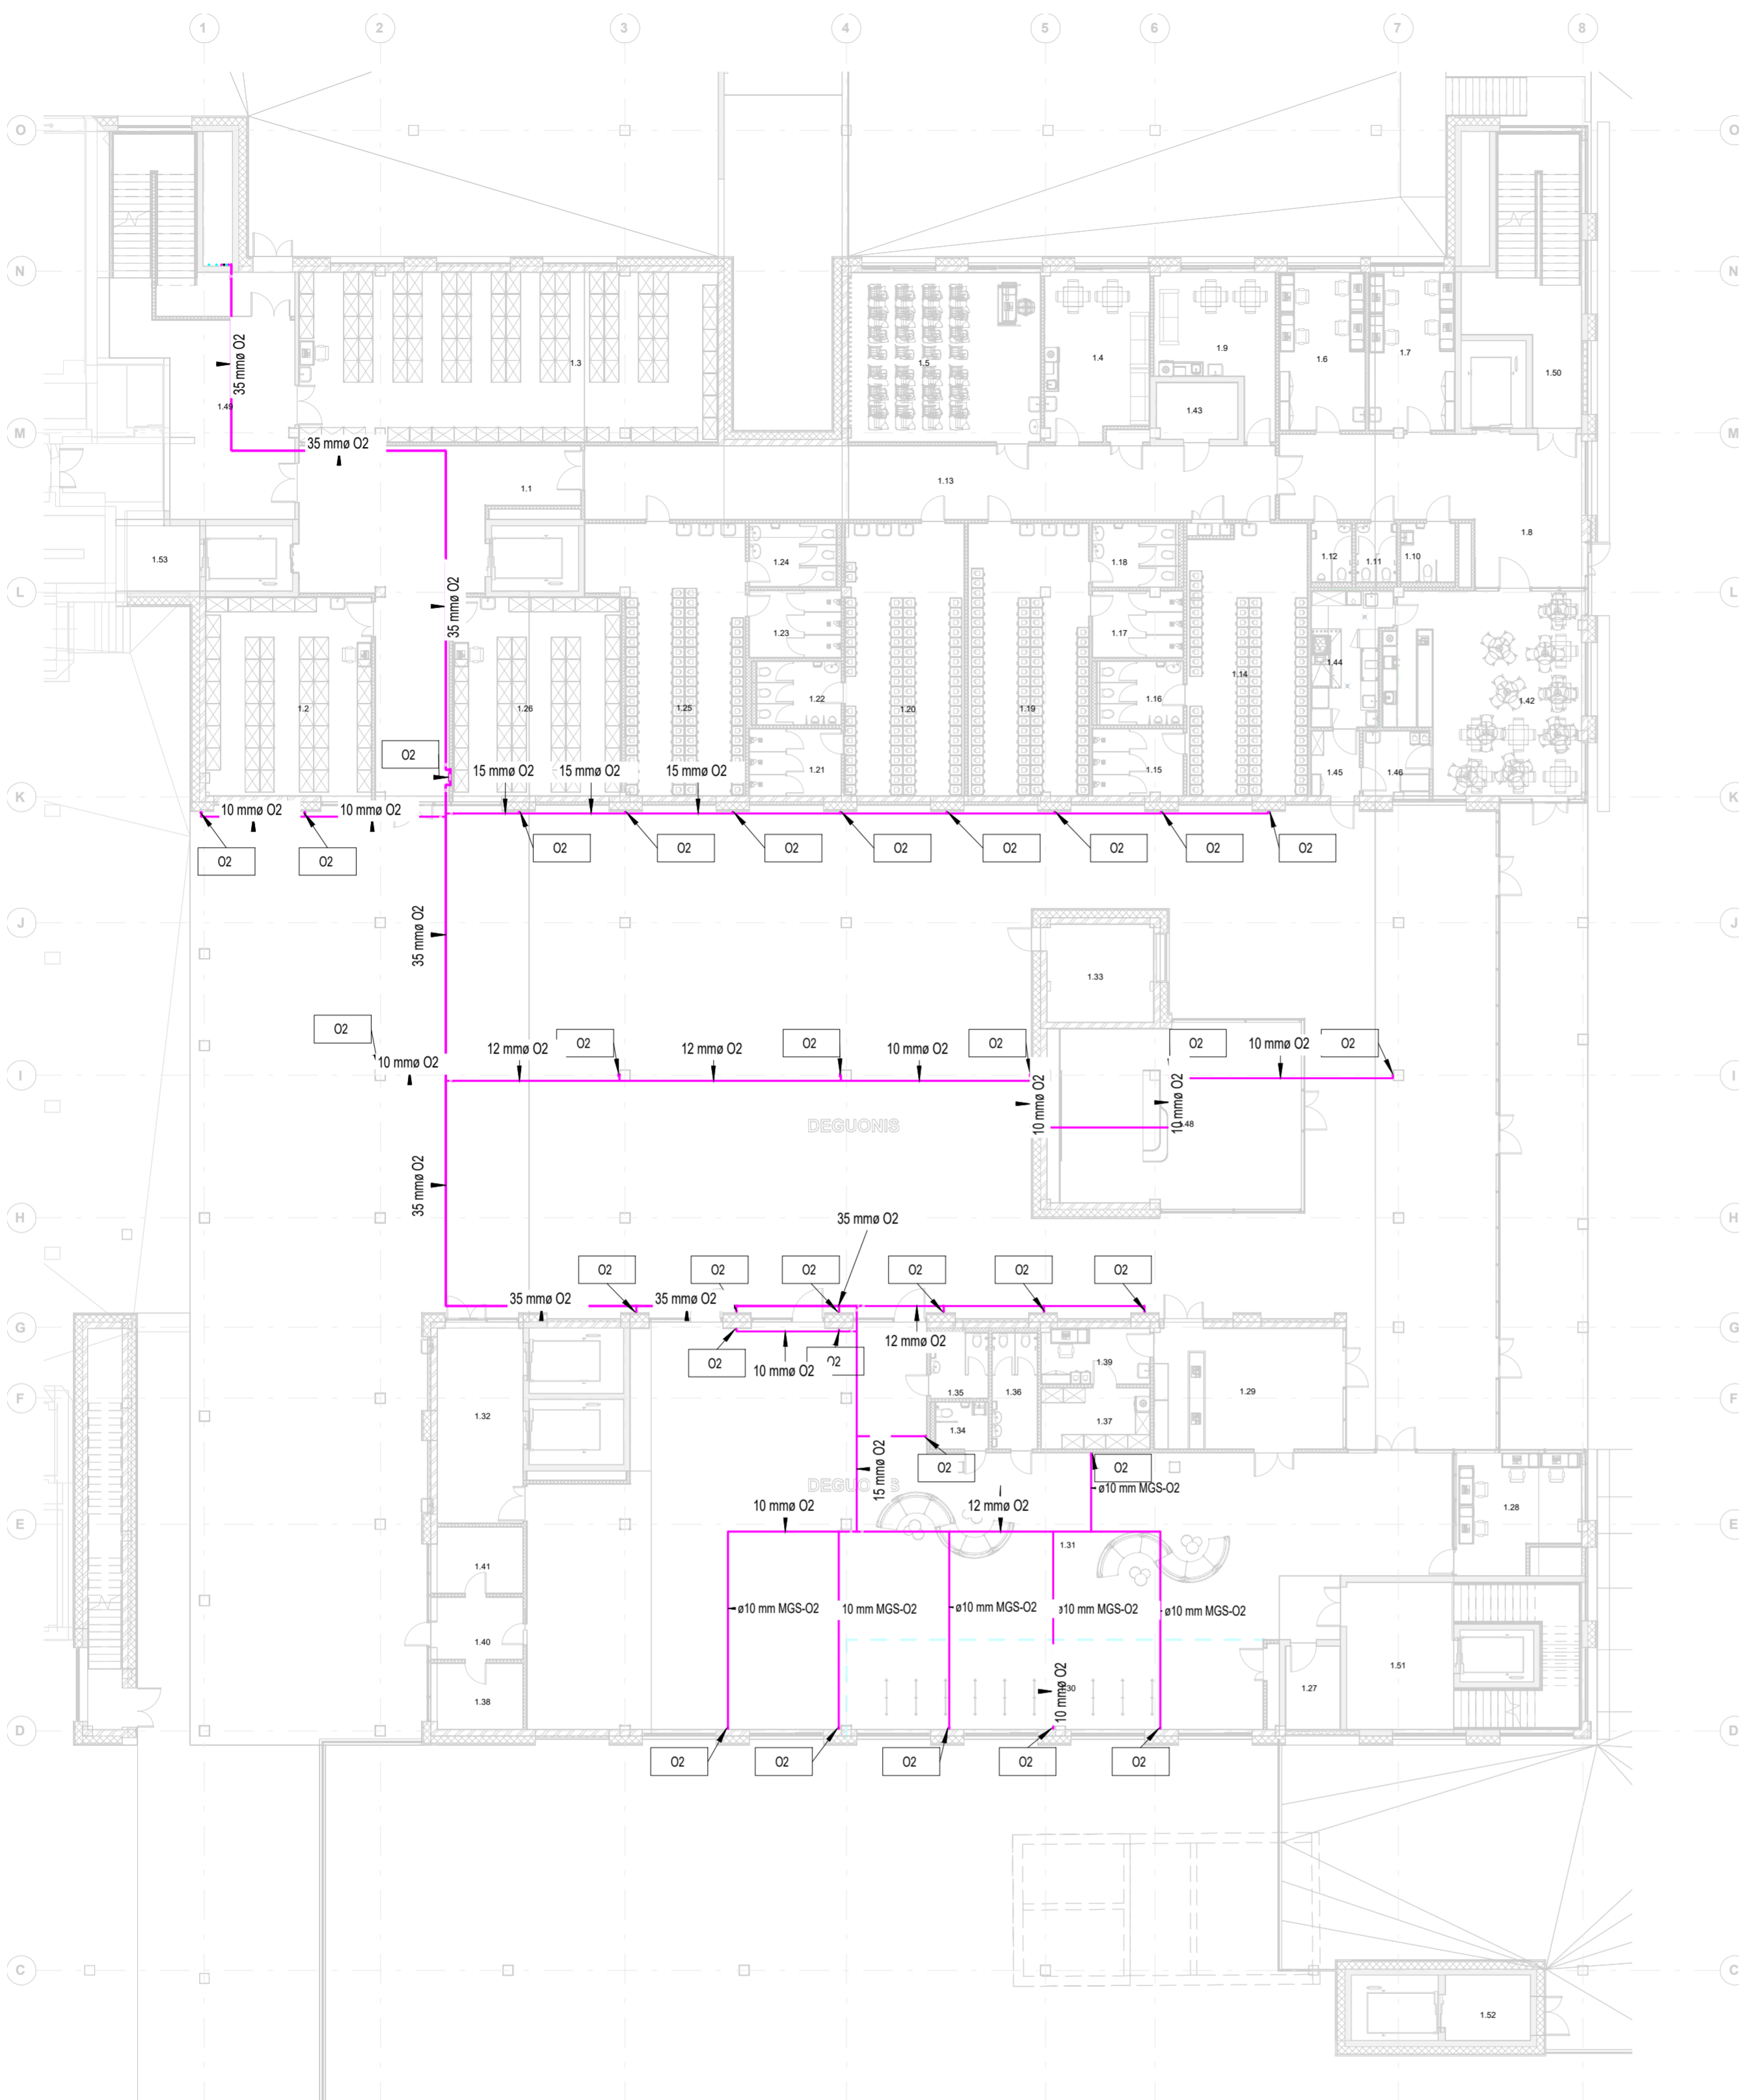 1 2 3 4 5 6 7 8
O O
N N
35 mmø O2
1.3 1.5 1.4 1.9 1.6 1.7 1.50
1.49 1.43
M M
35 mmø O2
1.1 1.13
1.53 1.24 1.18 1.12 1.11 1.10 1.8
L L
35 mmø O2
1.23 1.17 1.44
1.2 1.26 1.25 1.22 1.20 1.19 1.16 1.14 1.42
O2
15 mmø O2 15 mmø O2 15 mmø O2 1.21 1.15 1.45 1.46
K K
10 mmø O2 10 mmø O2
O2 O2 O2 O2 O2 O2 O2 O2 O2 O2
J J
35 mmø O2
1.33
O2 O2 O2 O2 O2 O2
10 mmø O2 12 mmø O2 12 mmø O2 10 mmø O2 10 mmø O2
I I
10 mmø O2 10 mmø O2
DEGUONIS 1.48
35 mmø O2
H H
35 mmø O2
O2 O2 O2 O2 O2 O2
35 mmø O2 35 mmø O2
G G
12 mmø O2
O2 10 mmø O2 O2 1.39
1.35 1.36 1.29
F F
1.32 1.34 1.37
15 mmø O2
O2 O2
DEGUONIS ø10 mm MGS-O2
10 mmø O2 12 mmø O2 1.28
E E
1.31
1.41
ø10 mm MGS-O2 10 mm MGS-O2 ø10 mm MGS-O2 ø10 mm MGS-O2 ø10 mm MGS-O2
1.40 1.27 1.51
10 mmø O2
1.38 1.30
D D
O2 O2 O2 O2 O2
C C
1.52